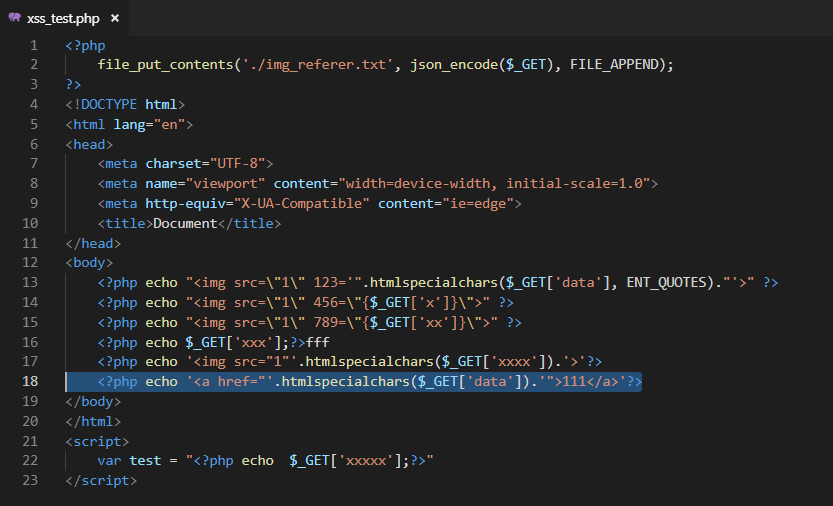 xss_test.php ×
1 <?php
2 file_put_contents('./img_referer.txt', json_encode($_GET), FILE_APPEND);
3 ?>
4 <!DOCTYPE html>
5 <html lang="en">
6 <head>
7 <meta charset="UTF-8">
8 <meta name="viewport" content="width=device-width, initial-scale=1.0">
9 <meta http-equiv="X-UA-Compatible" content="ie=edge">
10 <title>Document</title>
11 </head>
12 <body>
13 <?php echo "<img src=\"1\" 123='".htmlspecialchars($_GET['data'], ENT_QUOTES)."'>" ?>
14 <?php echo "<img src=\"1\" 456=\"{$_GET['x']}\">" ?>
15 <?php echo "<img src=\"1\" 789=\"{$_GET['xx']}\">" ?>
16 <?php echo $_GET['xxx'];?>fff
17 <?php echo '<img src="1"'.htmlspecialchars($_GET['xxxx']).'>'?>
18 <?php echo '<a href="'.htmlspecialchars($_GET['data']).'">111</a>'?>
19 </body>
20 </html>
21 <script>
22 var test = "<?php echo  $_GET['xxxxx'];?>"
23 </script>